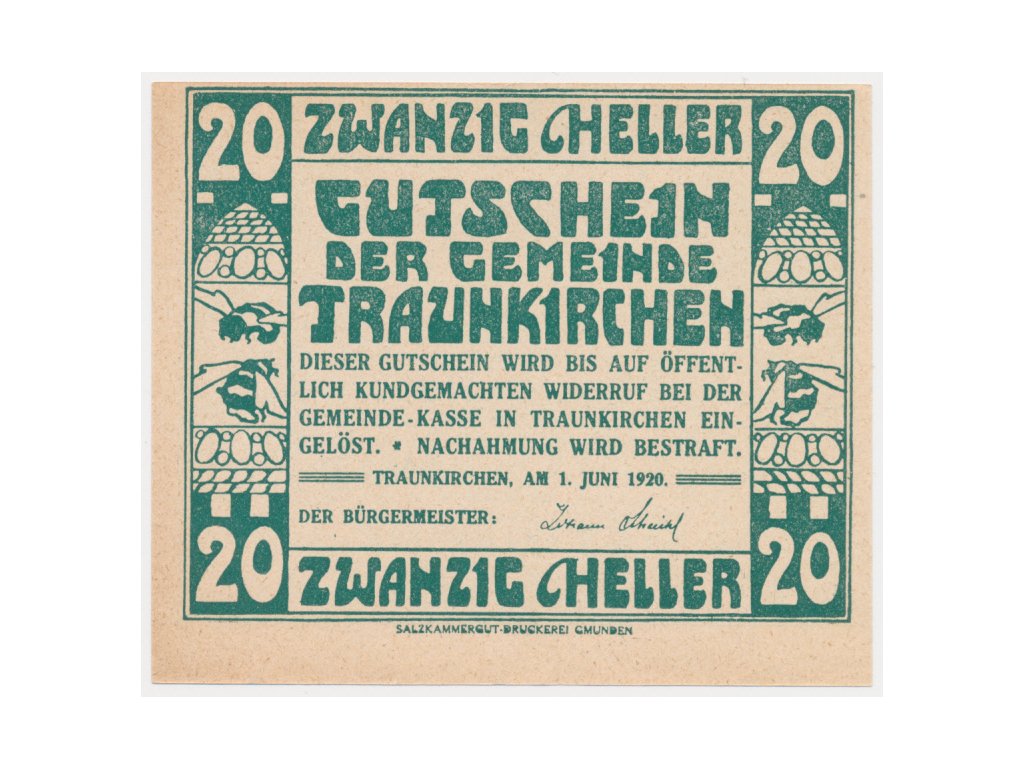 20 ZWANZIG HELLER 20
GUTSCHEIN
DER GEMEINDE
TRAUNKIRCHEN
DIESER GUTSCHEIN WIRD BIS AUF ÖFFENT-
LICH KUNDGEMACHTEN WIDERRUF BEI DER
GEMEINDE-KASSE IN TRAUNKIRCHEN EIN-
GELÖST. * NACHAHMUNG WIRD BESTRAFT.
TRAUNKIRCHEN, AM 1. JUNI 1920.
DER BÜRGERMEISTER: Johann
20 ZWANZIG HELLER 20
SALZKAMMERGUT-DRUCKEREI GMUNDEN